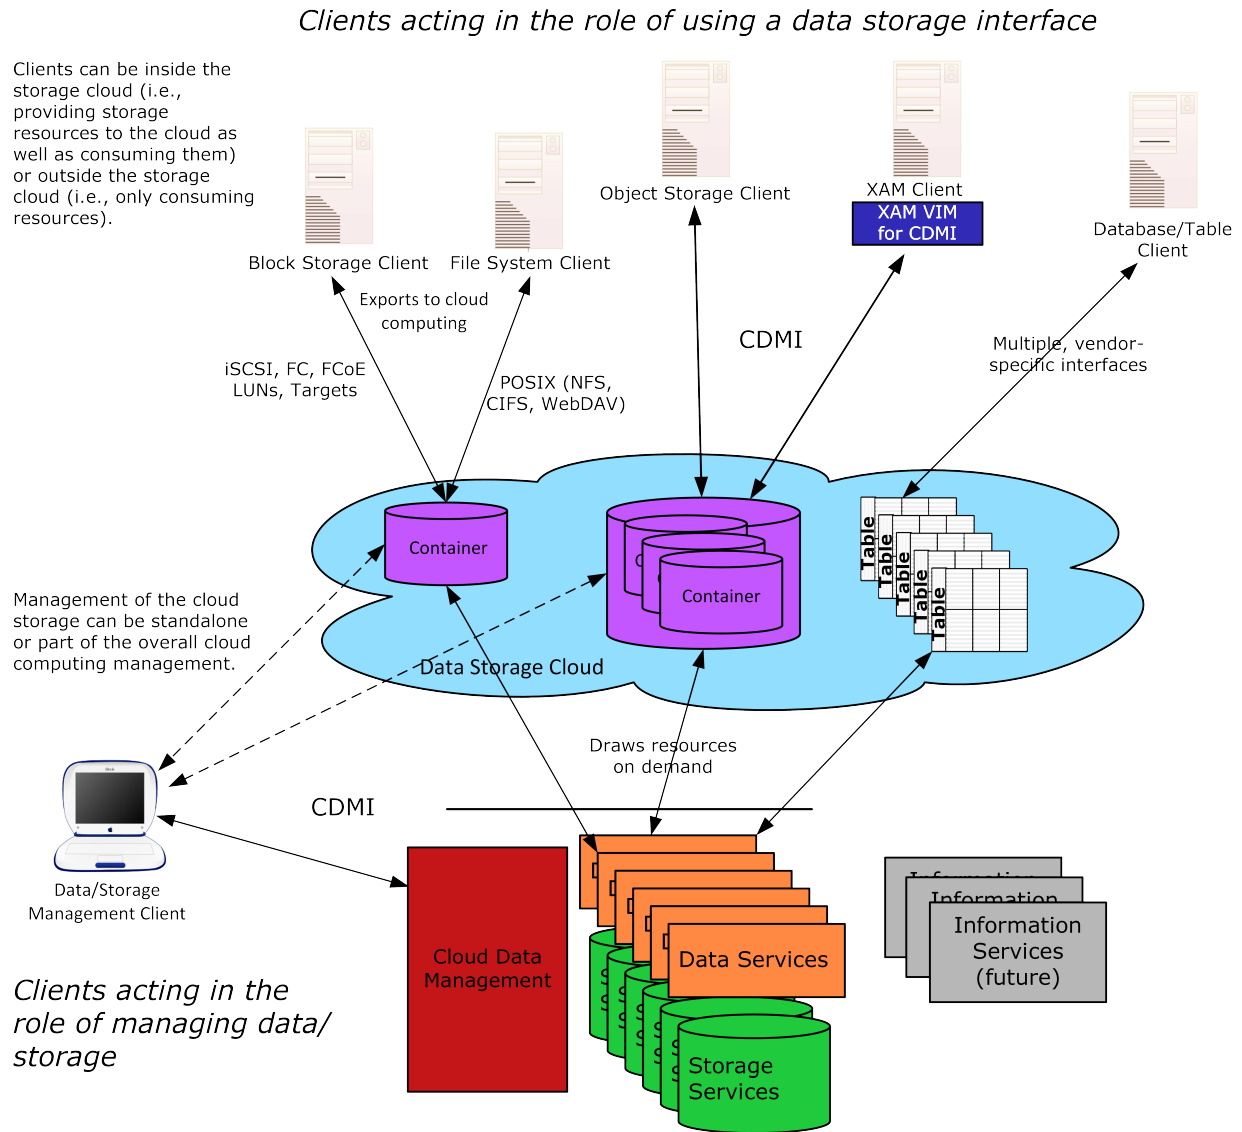 Clients acting in the role of using a data storage interface
Clients can be inside the
storage cloud (i.e.,
providing storage
resources to the cloud as
well as consuming them)
or outside the storage
cloud (i.e., only consuming
resources).
Block Storage Client
File System Client
Object Storage Client
XAM Client
XAM VIM
for CDMI
Database/Table
Client
Exports to cloud
computing
iSCSI, FC, FCoE
LUNs, Targets
POSIX (NFS,
CIFS, WebDAV)
CDMI
Multiple, vendor-
specific interfaces
Container
Container
Table
Table
Table
Table
Table
Data Storage Cloud
Management of the cloud
storage can be standalone
or part of the overall cloud
computing management.
Draws resources
on demand
CDMI
Data/Storage
Management Client
Cloud Data
Management
Data Services
Storage
Services
Information
Information
Information
Services
(future)
Clients acting in the
role of managing data/
storage